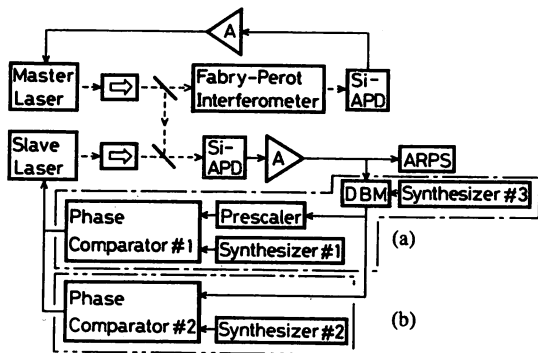 A
Master
Laser
Fabry-Perot
Interferometer
Si-
APD
Slave
Laser
Si-
APD
A
ARPS
DBM
Synthesizer #3
Phase
Comparator #1
Prescaler
Synthesizer #1
(a)
Phase
Comparator #2
Synthesizer #2
(b)